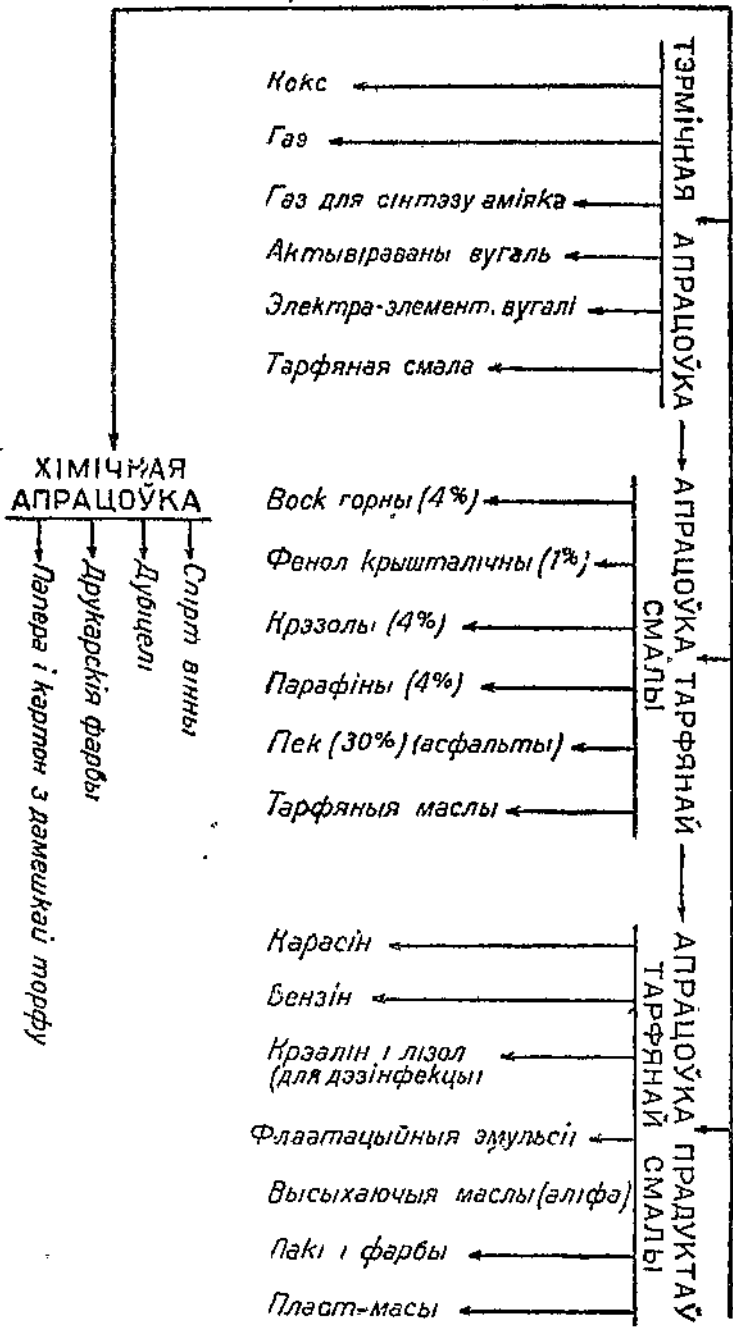 ТЭРМІЧНАЯ АПРАЦОЎКА
Кокс
Газ
Газ для сінтэзу аміяка
Актывіраваны вугаль
Электра-элемент. вугалі
Тарфяная смала
АПРАЦОЎКА ТАРФЯНАЙ
СМАЛЫ
Воск горны (4%)
Фенол крышталічны (1%)
Крэзолы (4%)
Парафіны (4%)
Пек (30%) (асфальты)
Тарфяныя маслы
АПРАЦОЎКА ПРАДУКТАЎ
ТАРФЯНАЙ СМАЛЫ
Карасін
Бензін
Крэалін і лізол
(для дэзінфекцыі
Флаатацыйныя эмульсіі
Высыхаючыя маслы (аліфа)
Лакі і фарбы
Пласт-масы
ХІМІЧНАЯ
АПРАЦОЎКА
Спірт вінны
Дубіцелі
Друкарскія фарбы
Папера і картон з дамешкай торфу